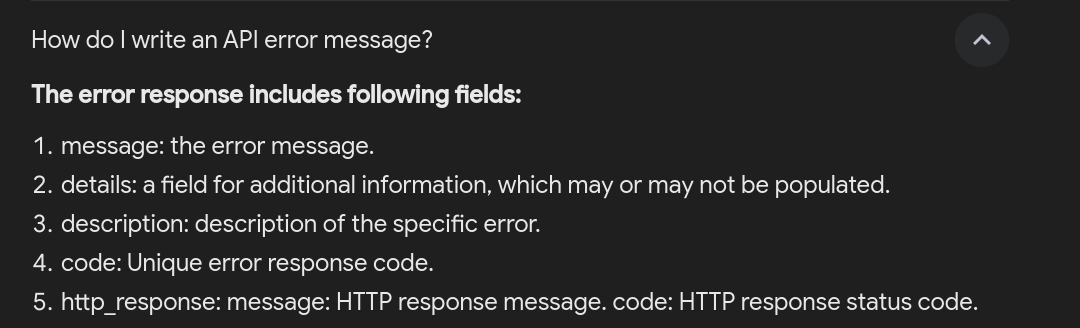 How do I write an API error message?
The error response includes following fields:
1. message: the error message.
2. details: a field for additional information, which may or may not be populated.
3. description: description of the specific error.
4. code: Unique error response code.
5. http_response: message: HTTP response message. code: HTTP response status code.